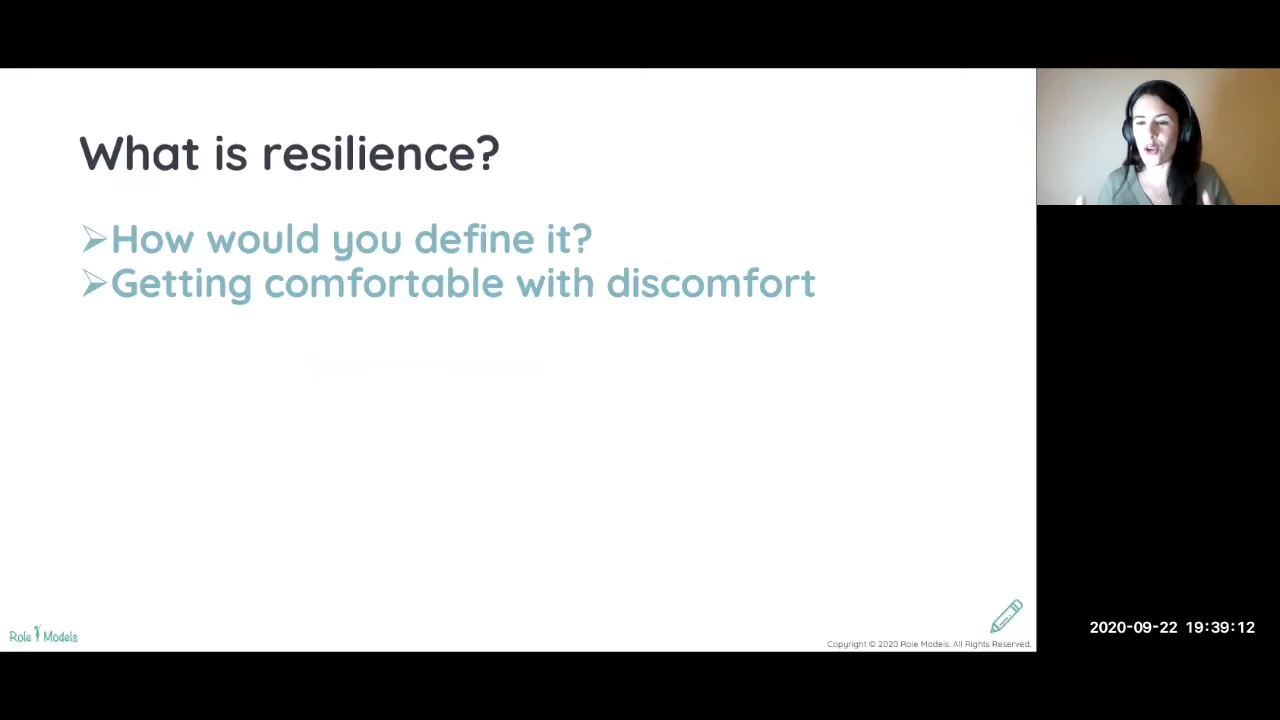 What is resilience?
➢How would you define it?
➢Getting comfortable with discomfort
Role Models
Copyright © 2020 Role Models. All Rights Reserved.
2020-09-22 19:39:12